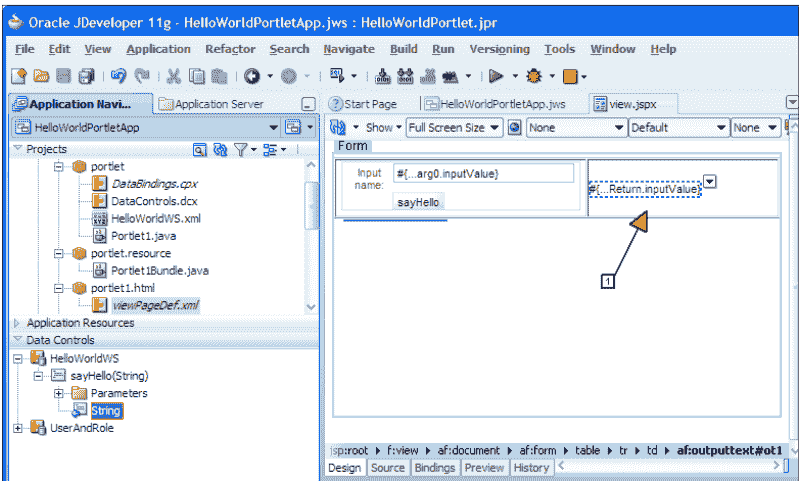 Oracle JDeveloper 11g - HelloWorldPortletApp.jws : HelloWorldPortlet.jpr
File Edit View Application Refactor Search Navigate Build Run Versioning Tools Window Help
Application Navi... Application Server
Start Page HelloWorldPortletApp.jws view.jspx
HelloWorldPortletApp
Show Full Screen Size None Default None
Projects
portlet
DataBindings.cpx
DataControls.dcx
HelloWorldWS.xml
Portlet1.java
portlet.resource
Portlet1Bundle.java
portlet1.html
viewPageDef.xml
Application Resources
Data Controls
HelloWorldWS
sayHello(String)
Parameters
String
UserAndRole
Form
Input name:
#{...arg0.inputValue}
sayHello
#{...Return.inputValue}
1
jsp:root f:view af:document af:form table tr td af:outputtext#ot1
Design Source Bindings Preview History